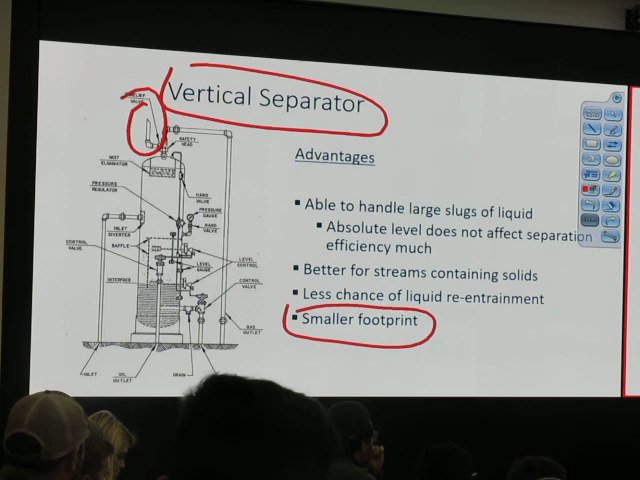 Vertical Separator
RELIEF
VALVE
SAFETY
HEAD
MIST
ELIMINATOR
PRESSURE
REGULATOR
HAND
VALVE
PRESSURE
GAUGE
HAND
VALVE
INLET
DIVERTER
CONTROL
VALVE
BAFFLE
LEVEL
GAUGE
LEVEL
CONTROL
INTERFACE
CONTROL
VALVE
GAS
OUTLET
INLET
OIL
OUTLET
DRAIN
Advantages
▪ Able to handle large slugs of liquid
▪ Absolute level does not affect separation
efficiency much
▪ Better for streams containing solids
▪ Less chance of liquid re-entrainment
▪ Smaller footprint